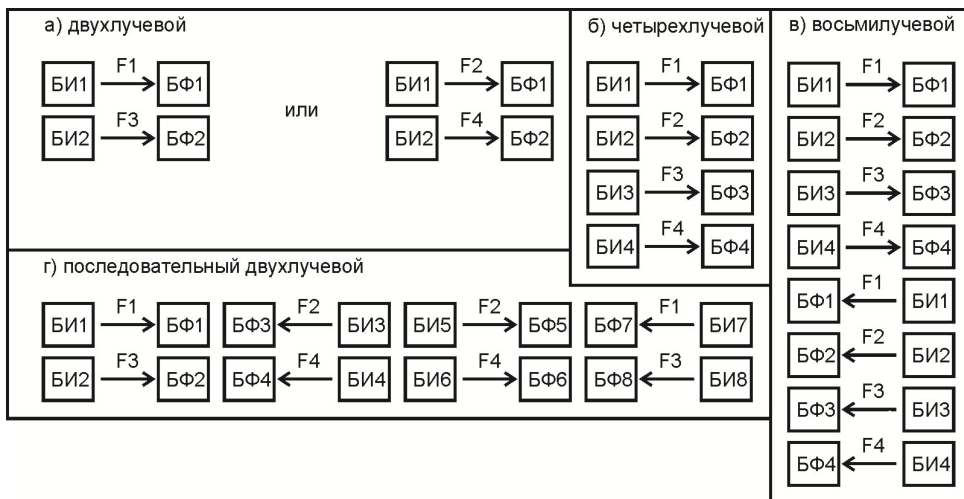 а) двухлучевой
F1
БИ1 БФ1
F3
БИ2 БФ2
или
F2
БИ1 БФ1
F4
БИ2 БФ2
б) четырехлучевой
F1
БИ1 БФ1
F2
БИ2 БФ2
F3
БИ3 БФ3
F4
БИ4 БФ4
в) восьмилучевой
F1
БИ1 БФ1
F2
БИ2 БФ2
F3
БИ3 БФ3
F4
БИ4 БФ4
F1
БФ1 БИ1
F2
БФ2 БИ2
F3
БФ3 БИ3
F4
БФ4 БИ4
г) последовательный двухлучевой
F1 F2 F2 F1
БИ1 БФ1 БФ3 БИ3 БИ5 БФ5 БФ7 БИ7
F3 F4 F4 F3
БИ2 БФ2 БФ4 БИ4 БИ6 БФ6 БФ8 БИ8